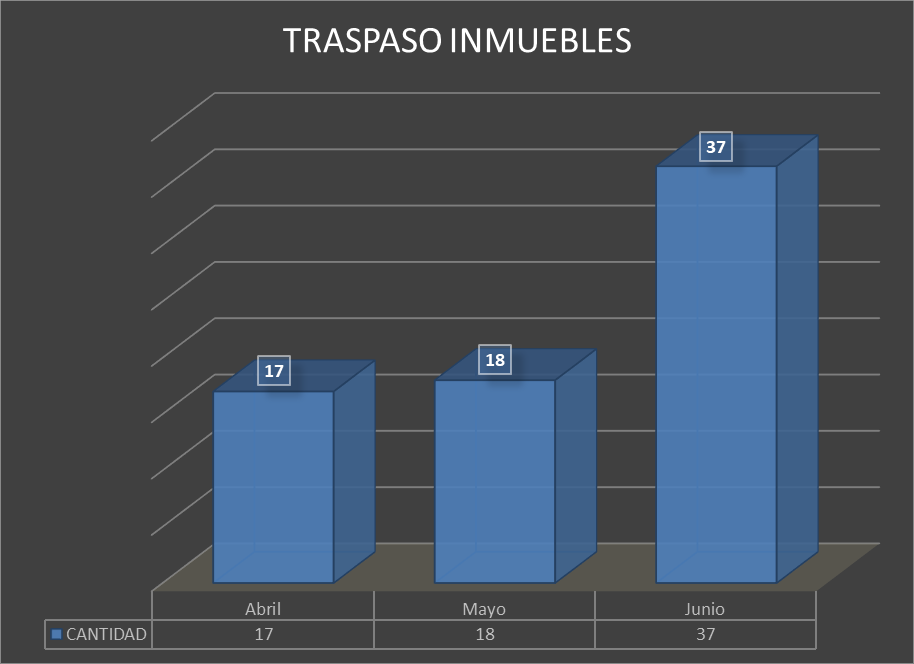 TRASPASO INMUEBLES
37
17
18
Abril Mayo Junio
CANTIDAD 17 18 37